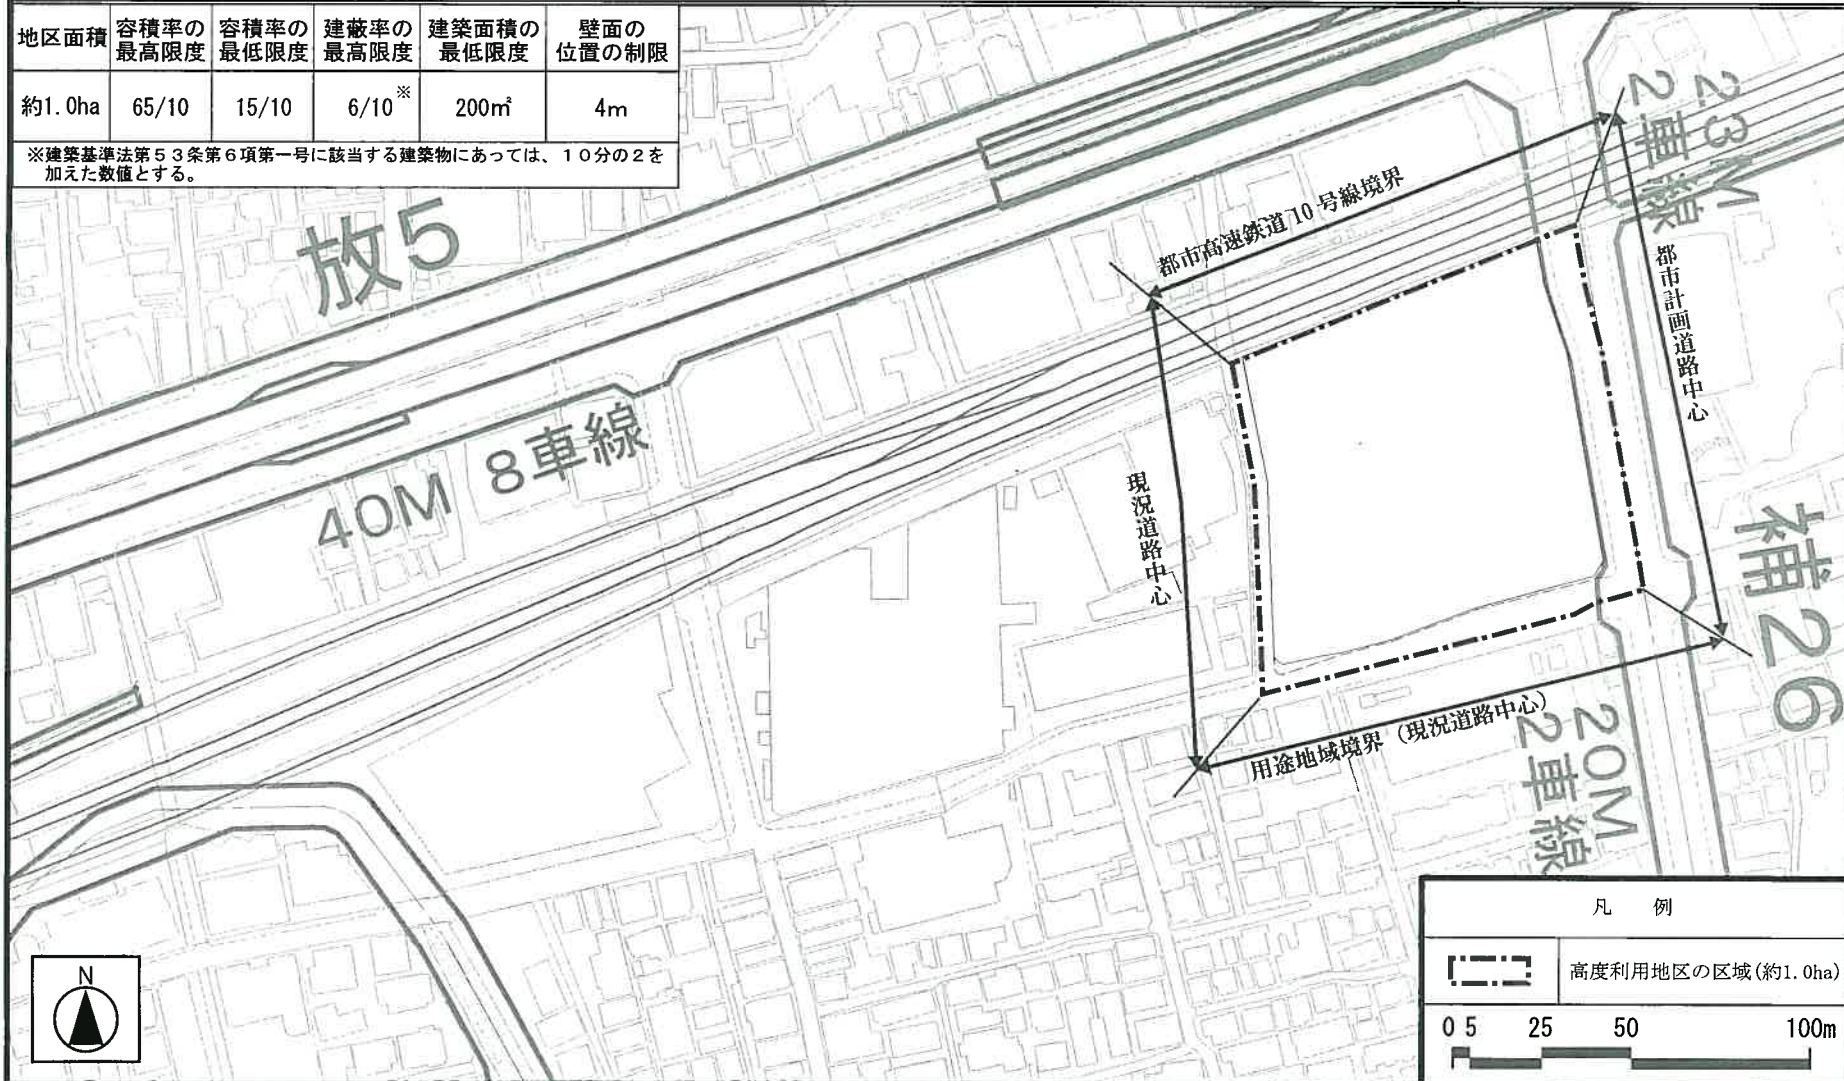 地区面積
容積率の
最高限度
容積率の
最低限度
建蔽率の
最高限度
建築面積の
最低限度
壁面の
位置の制限
約1.0ha
65/10
15/10
6/10※
200㎡
4m
※建築基準法第53条第6項第一号に該当する建築物にあっては、10分の2を
加えた数値とする。
放5
40M 8車線
23M
2車線
都市高速鉄道10号線境界
都市計画道路中心
現況道路中心
用途地域境界（現況道路中心）
補26
20M
2車線
N
凡 例
高度利用地区の区域(約1.0ha)
0 5 25 50 100m